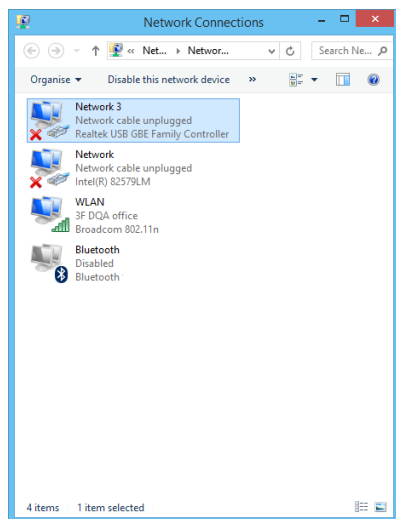 Network Connections
« Net... Networ... Search Ne...
Organise Disable this network device »
Network 3
Network cable unplugged
Realtek USB GBE Family Controller
Network
Network cable unplugged
Intel(R) 82579LM
WLAN
3F DQA office
Broadcom 802.11n
Bluetooth
Disabled
Bluetooth
4 items 1 item selected